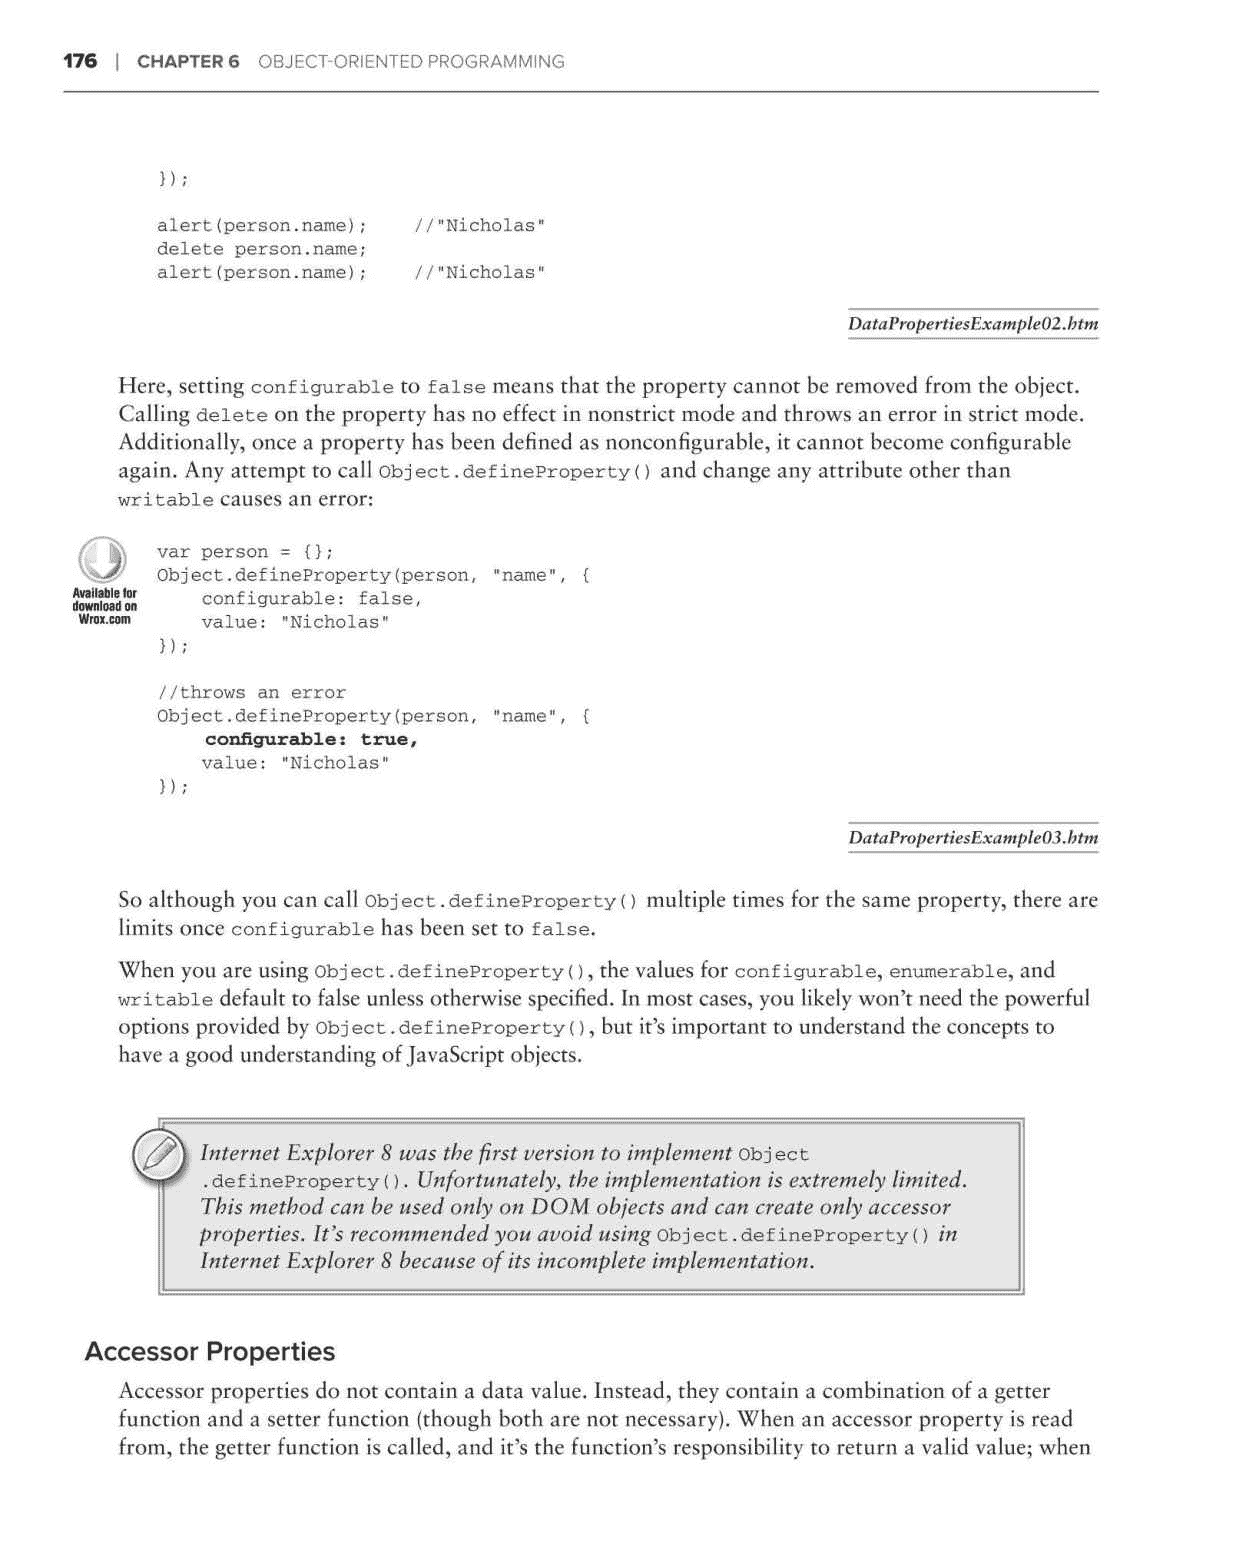 176 | CHAPTER 6 OBJECT-ORIENTED PROGRAMMING
});
alert(person.name); //"Nicholas"
delete person.name;
alert(person.name); //"Nicholas"
DataPropertiesExample02.htm
Here, setting configurable to false means that the property cannot be removed from the object.
Calling delete on the property has no effect in nonstrict mode and throws an error in strict mode.
Additionally, once a property has been defined as nonconfigurable, it cannot become configurable
again. Any attempt to call Object.defineProperty() and change any attribute other than
writable causes an error:
Available for
download on
Wrox.com
var person = {};
Object.defineProperty(person, "name", {
    configurable: false,
    value: "Nicholas"
});
//throws an error
Object.defineProperty(person, "name", {
    configurable: true,
    value: "Nicholas"
});
DataPropertiesExample03.htm
So although you can call Object.defineProperty() multiple times for the same property, there are
limits once configurable has been set to false.
When you are using Object.defineProperty(), the values for configurable, enumerable, and
writable default to false unless otherwise specified. In most cases, you likely won't need the powerful
options provided by Object.defineProperty(), but it's important to understand the concepts to
have a good understanding of JavaScript objects.
Internet Explorer 8 was the first version to implement Object
.defineProperty(). Unfortunately, the implementation is extremely limited.
This method can be used only on DOM objects and can create only accessor
properties. It's recommended you avoid using Object.defineProperty() in
Internet Explorer 8 because of its incomplete implementation.
Accessor Properties
Accessor properties do not contain a data value. Instead, they contain a combination of a getter
function and a setter function (though both are not necessary). When an accessor property is read
from, the getter function is called, and it's the function's responsibility to return a valid value; when